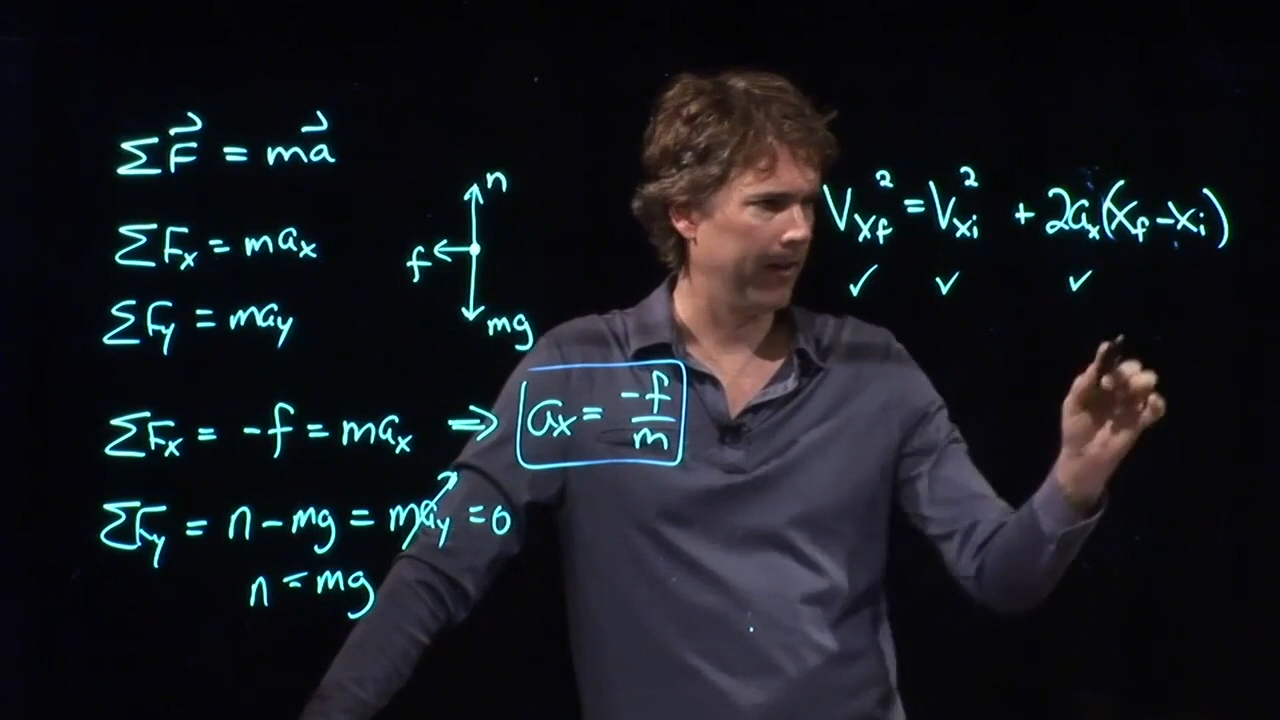 ΣF⃗ = ma⃗
ΣFx = max
ΣFy = may
ΣFx = -f = max ⇒ ax = -f/m
ΣFy = n - mg = may = 0
n = mg
n
f
mg
Vxf² = Vxi² + 2ax(xf - xi)
✓ ✓ ✓